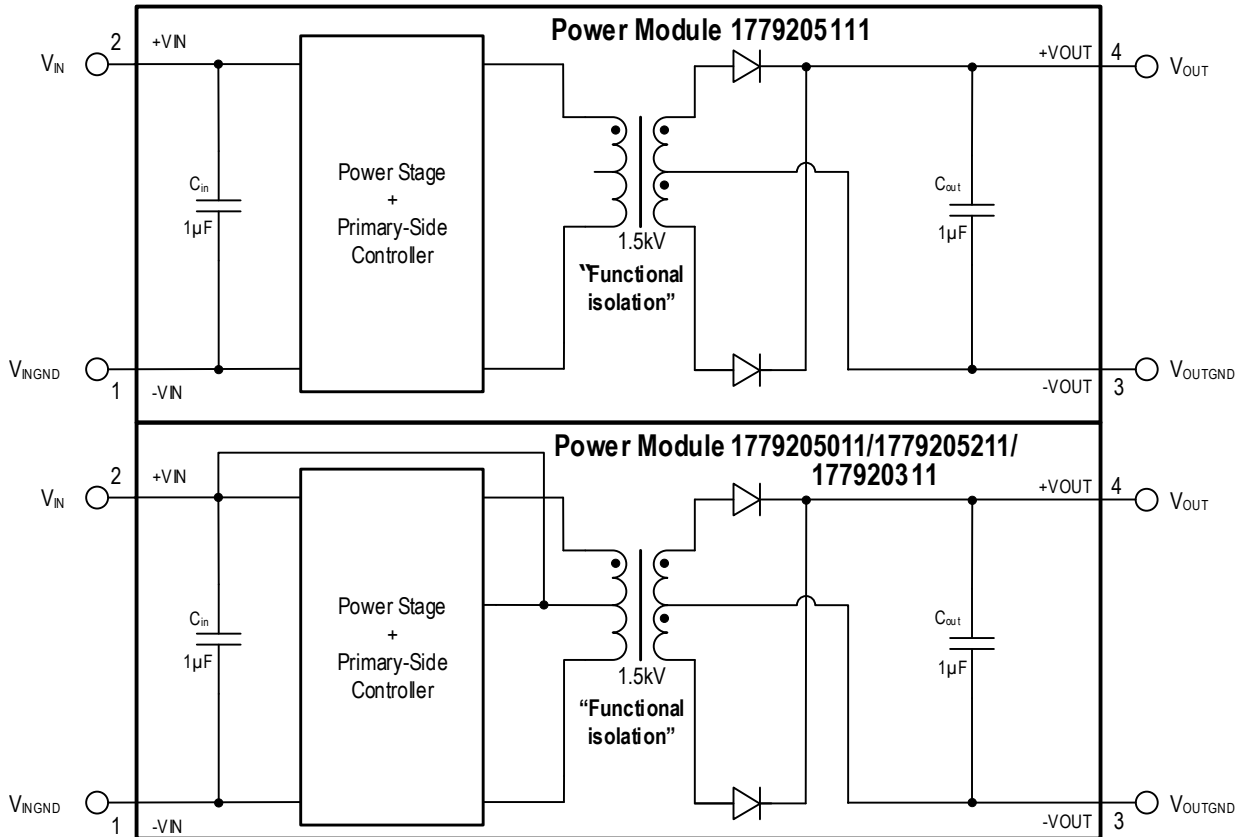 Power Module 1779205111
2
+VIN
VIN
+VOUT
4
VOUT
Cin
1µF
Power Stage
+
Primary-Side
Controller
Cout
1µF
1.5kV
‟Functional
isolation”
VINGND
1
-VIN
-VOUT
3
VOUTGND
Power Module 1779205011/1779205211/
177920311
2
+VIN
VIN
+VOUT
4
VOUT
Cin
1µF
Power Stage
+
Primary-Side
Controller
Cout
1µF
1.5kV
“Functional
isolation”
VINGND
1
-VIN
-VOUT
3
VOUTGND